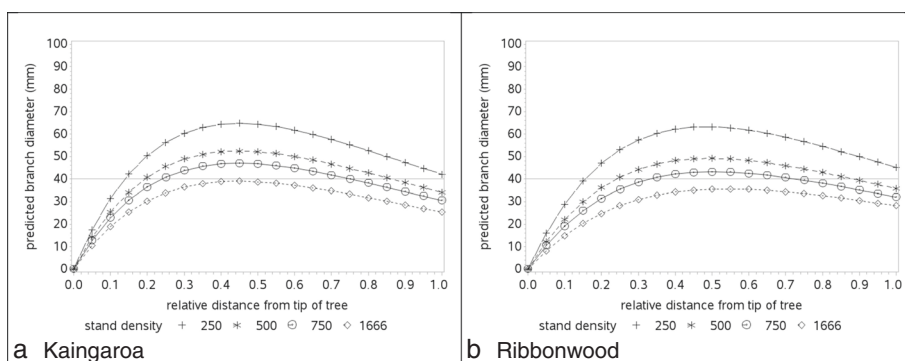 predicted branch diameter (mm)
100
90
80
70
60
50
40
30
20
10
0
0.0 0.1 0.2 0.3 0.4 0.5 0.6 0.7 0.8 0.9 1.0
relative distance from tip of tree
stand density 250 500 750 1666
a Kaingaroa
predicted branch diameter (mm)
100
90
80
70
60
50
40
30
20
10
0
0.0 0.1 0.2 0.3 0.4 0.5 0.6 0.7 0.8 0.9 1.0
relative distance from tip of tree
stand density 250 500 750 1666
b Ribbonwood